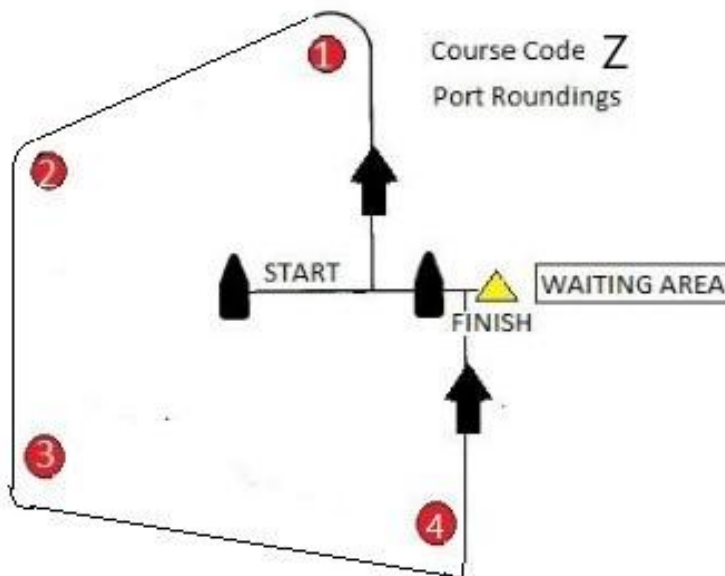 1
Course Code Z
Port Roundings
2
START
WAITING AREA
FINISH
3
4